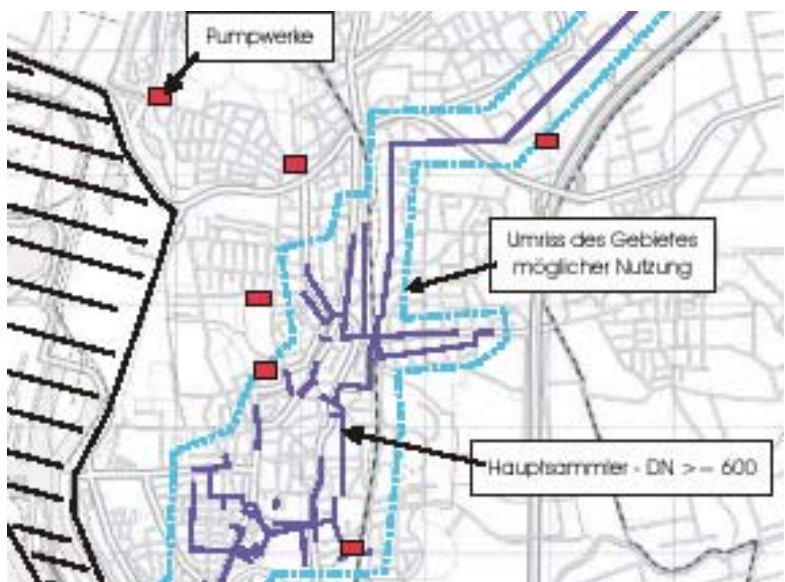 Pumpwerke
Umriss des Gebietes
möglicher Nutzung
Hauptsammler - DN >= 600